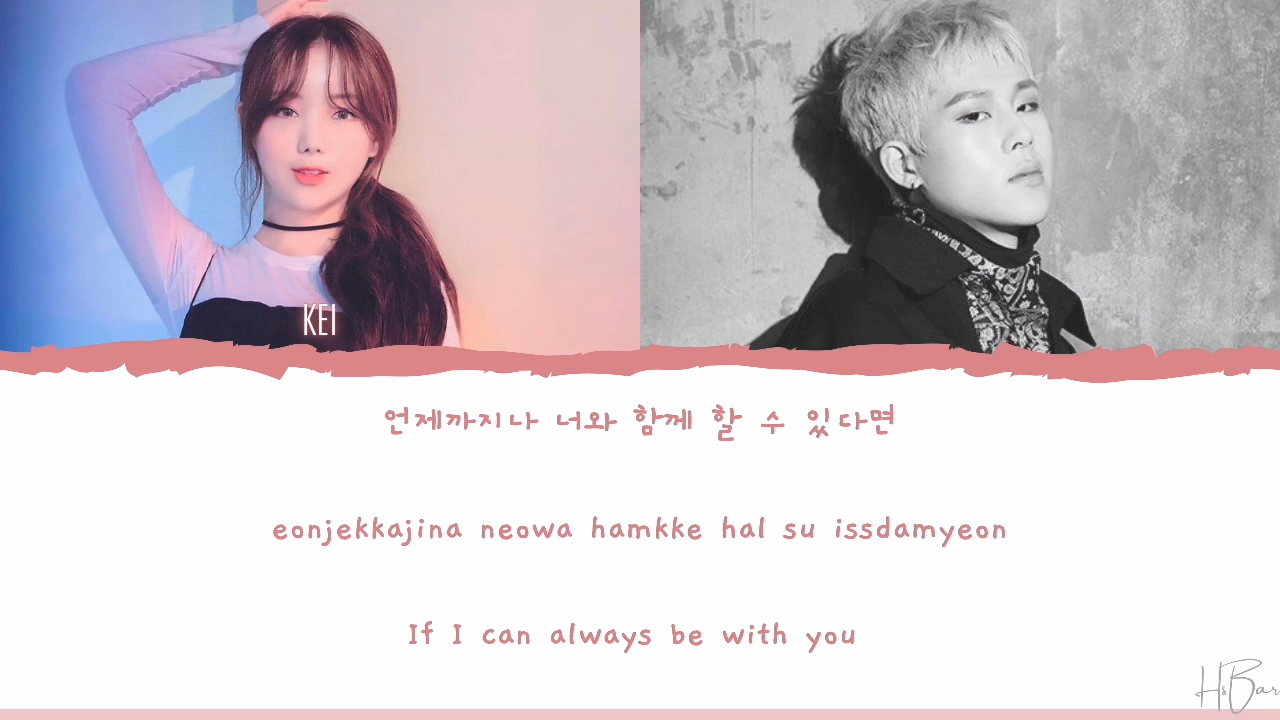 KEI
언제까지나 너와 함께 할 수 있다면
eonjekkajina neowa hamkke hal su issdamyeon
If I can always be with you
HsBar